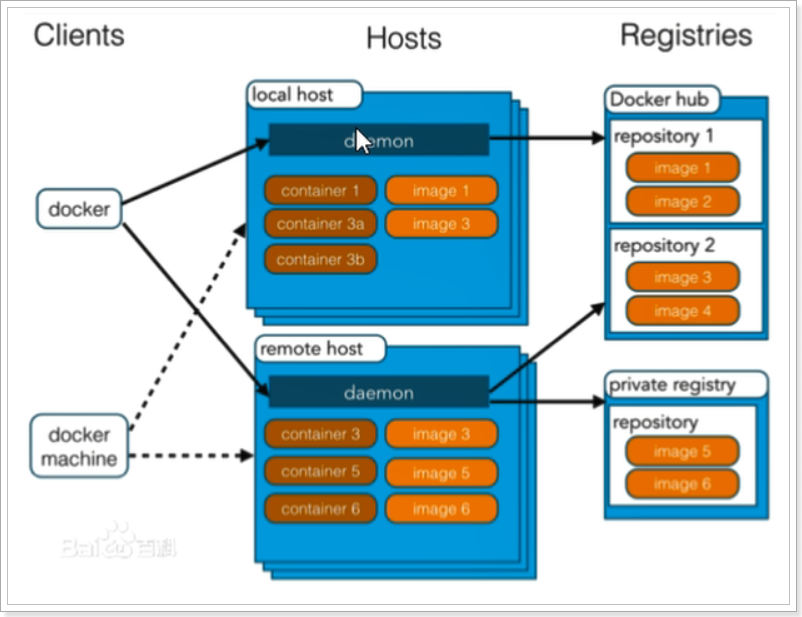 Clients
Hosts
Registries
local host
daemon
container 1
image 1
container 3a
image 3
container 3b
docker
docker
machine
remote host
daemon
container 3
image 3
container 5
image 5
container 6
image 6
Docker hub
repository 1
image 1
image 2
repository 2
image 3
image 4
private registry
repository
image 5
image 6
Bai百科